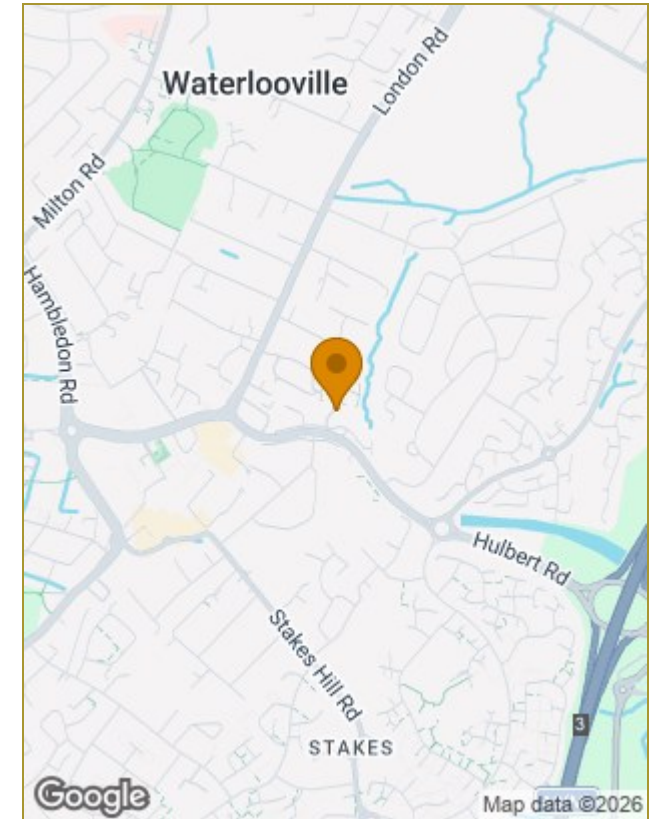 London Rd
Waterlooville
Milton Rd
Hambledon Rd
Hulbert Rd
Stakes Hill Rd
3
STAKES
Google
Map data ©2026